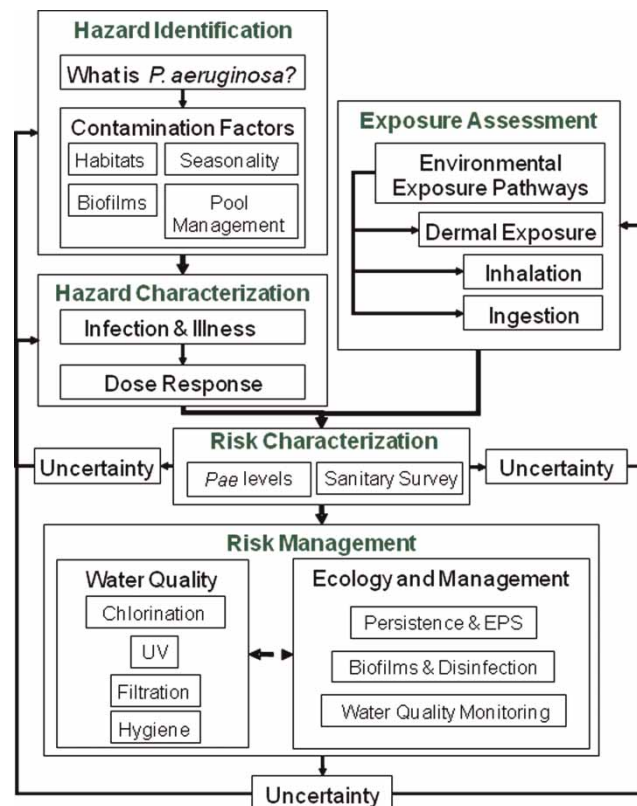 Hazard Identification
What is P. aeruginosa?
Contamination Factors
Habitats
Seasonality
Biofilms
Pool
Management
Hazard Characterization
Infection & Illness
Dose Response
Exposure Assessment
Environmental
Exposure Pathways
Dermal Exposure
Inhalation
Ingestion
Risk Characterization
Uncertainty
Pae levels
Sanitary Survey
Uncertainty
Risk Management
Water Quality
Chlorination
UV
Filtration
Hygiene
Ecology and Management
Persistence & EPS
Biofilms & Disinfection
Water Quality Monitoring
Uncertainty